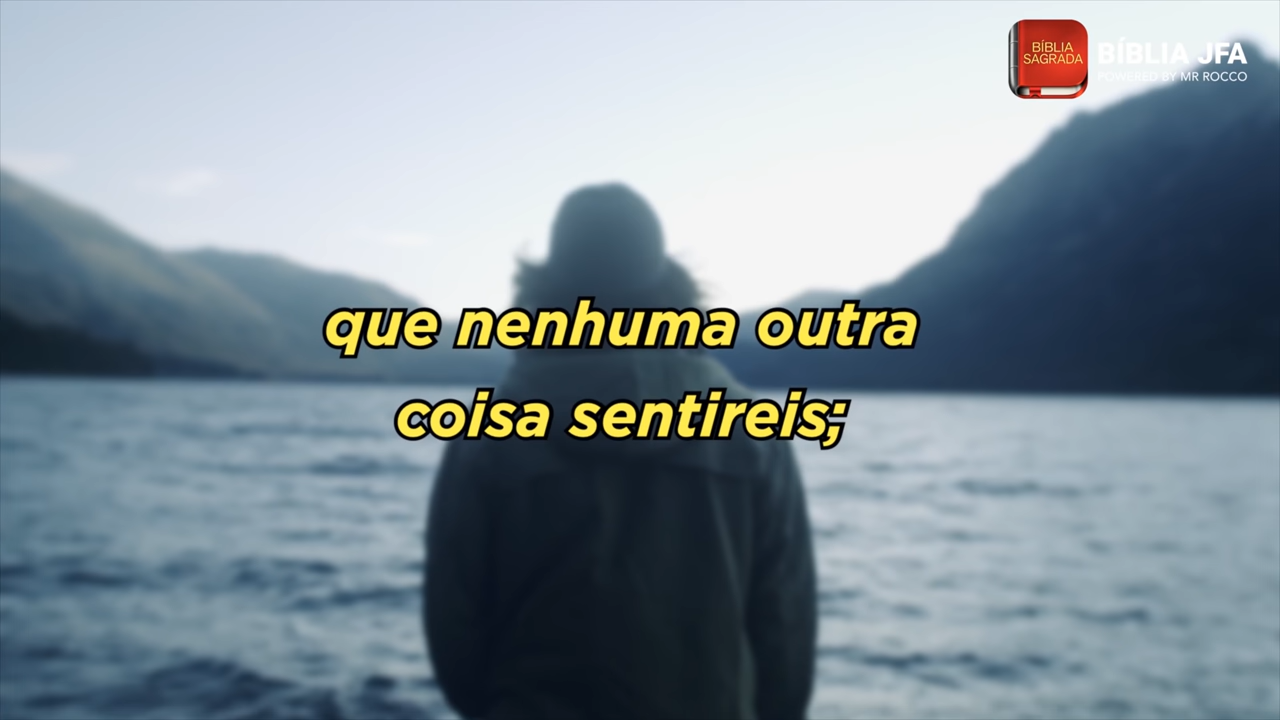 BÍBLIA
SAGRADA
BÍBLIA JFA
POWERED BY MR ROCCO
que nenhuma outra
coisa sentireis;